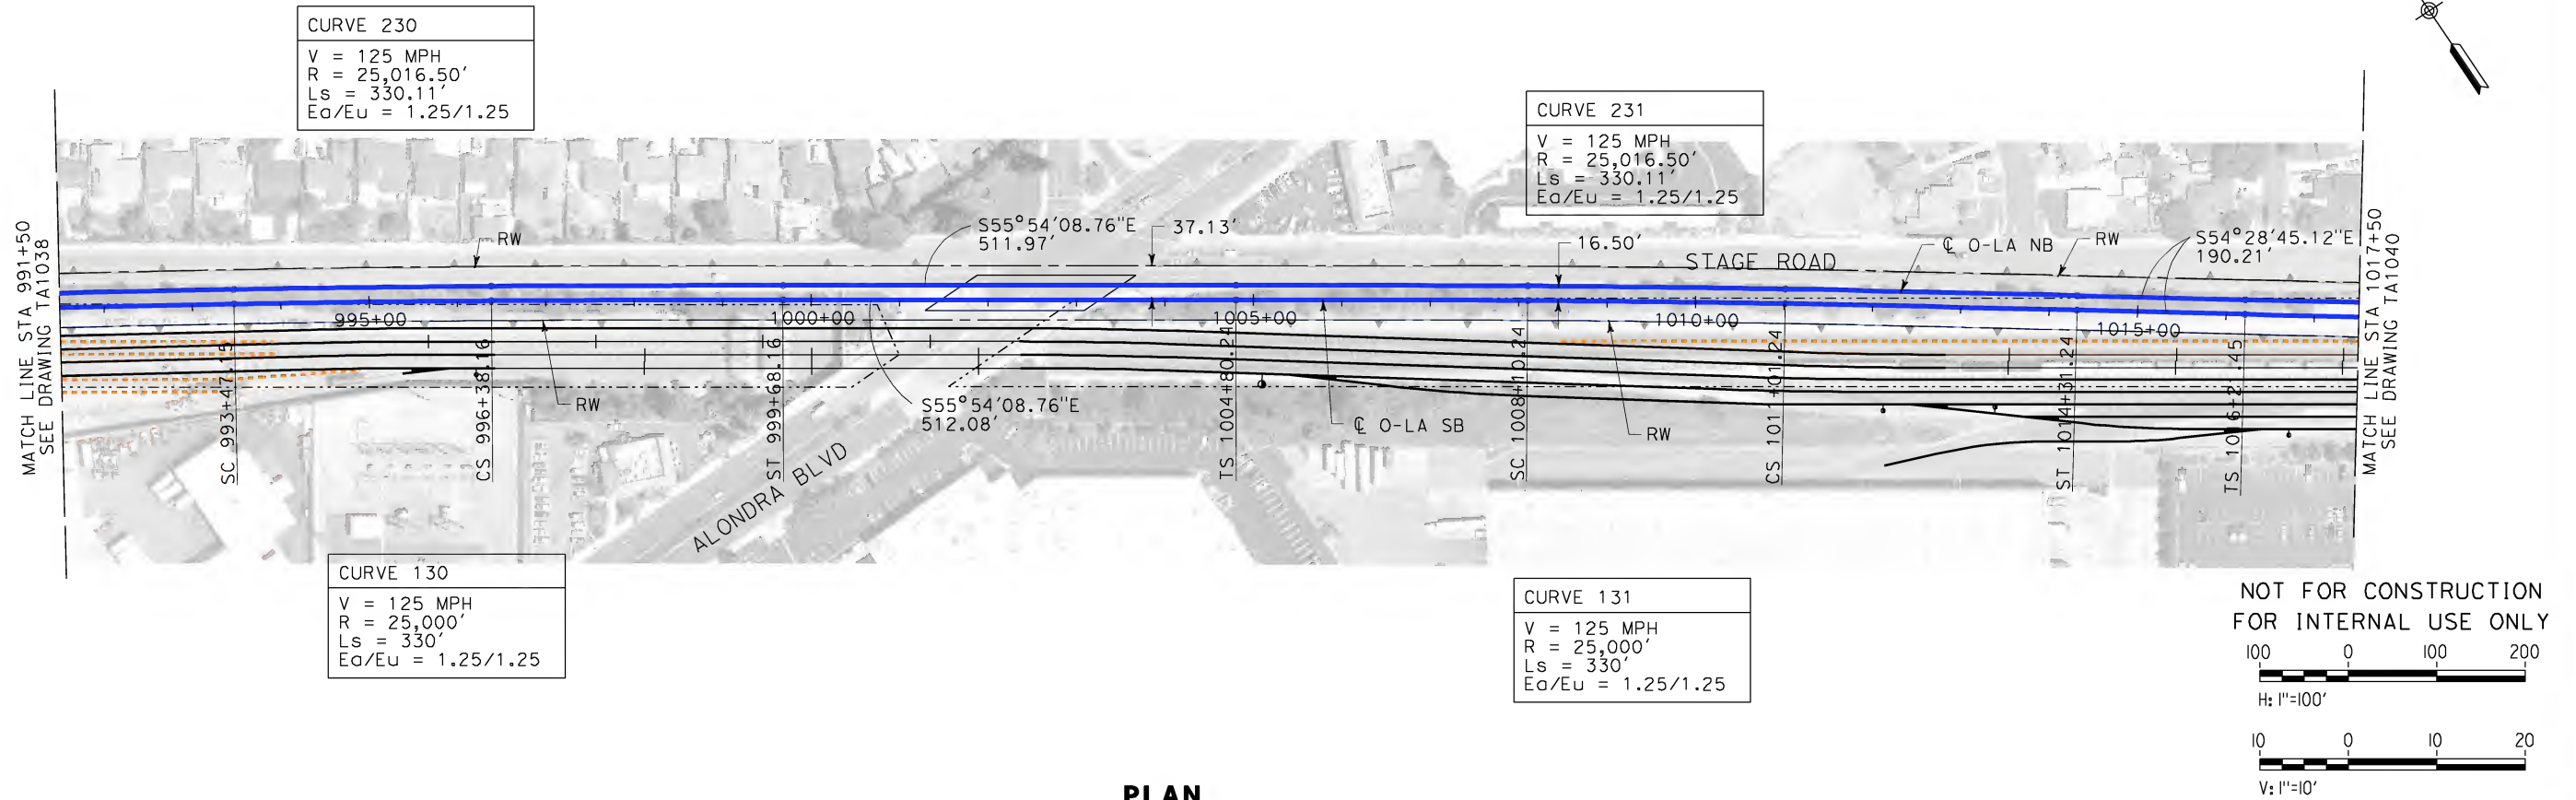 CURVE 230
V = 125 MPH
R = 25,016.50'
Ls = 330.11'
Ea/Eu = 1.25/1.25
CURVE 231
V = 125 MPH
R = 25,016.50'
Ls = 330.11'
Ea/Eu = 1.25/1.25
MATCH LINE STA 991+50
SEE DRAWING TA1038
RW
S55°54'08.76"E
511.97'
37.13'
16.50'
STAGE ROAD
℄ O-LA NB
RW
S54°28'45.12"E
190.21'
MATCH LINE STA 1017+50
SEE DRAWING TA1040
995+00
1000+00
1005+00
1010+00
1015+00
SC 993+47.15
CS 996+38.16
ST 999+68.16
TS 1004+80.24
SC 1008+10.24
CS 1011+01.24
ST 1014+31.24
TS 1016+21.45
RW
S55°54'08.76"E
512.08'
℄ O-LA SB
RW
ALONDRA BLVD
CURVE 130
V = 125 MPH
R = 25,000'
Ls = 330'
Ea/Eu = 1.25/1.25
CURVE 131
V = 125 MPH
R = 25,000'
Ls = 330'
Ea/Eu = 1.25/1.25
NOT FOR CONSTRUCTION
FOR INTERNAL USE ONLY
100 0 100 200
H: 1"=100'
10 0 10 20
V: 1"=10'
PLAN